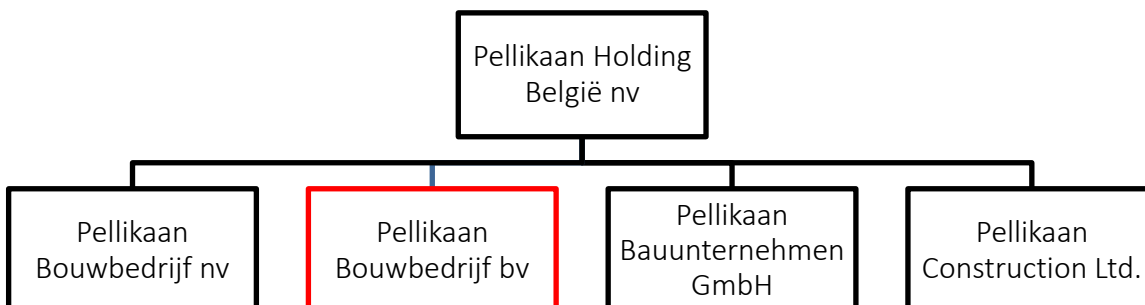 Pellikaan Holding
België nv
Pellikaan
Bouwbedrijf nv
Pellikaan
Bouwbedrijf bv
Pellikaan
Bauunternehmen
GmbH
Pellikaan
Construction Ltd.